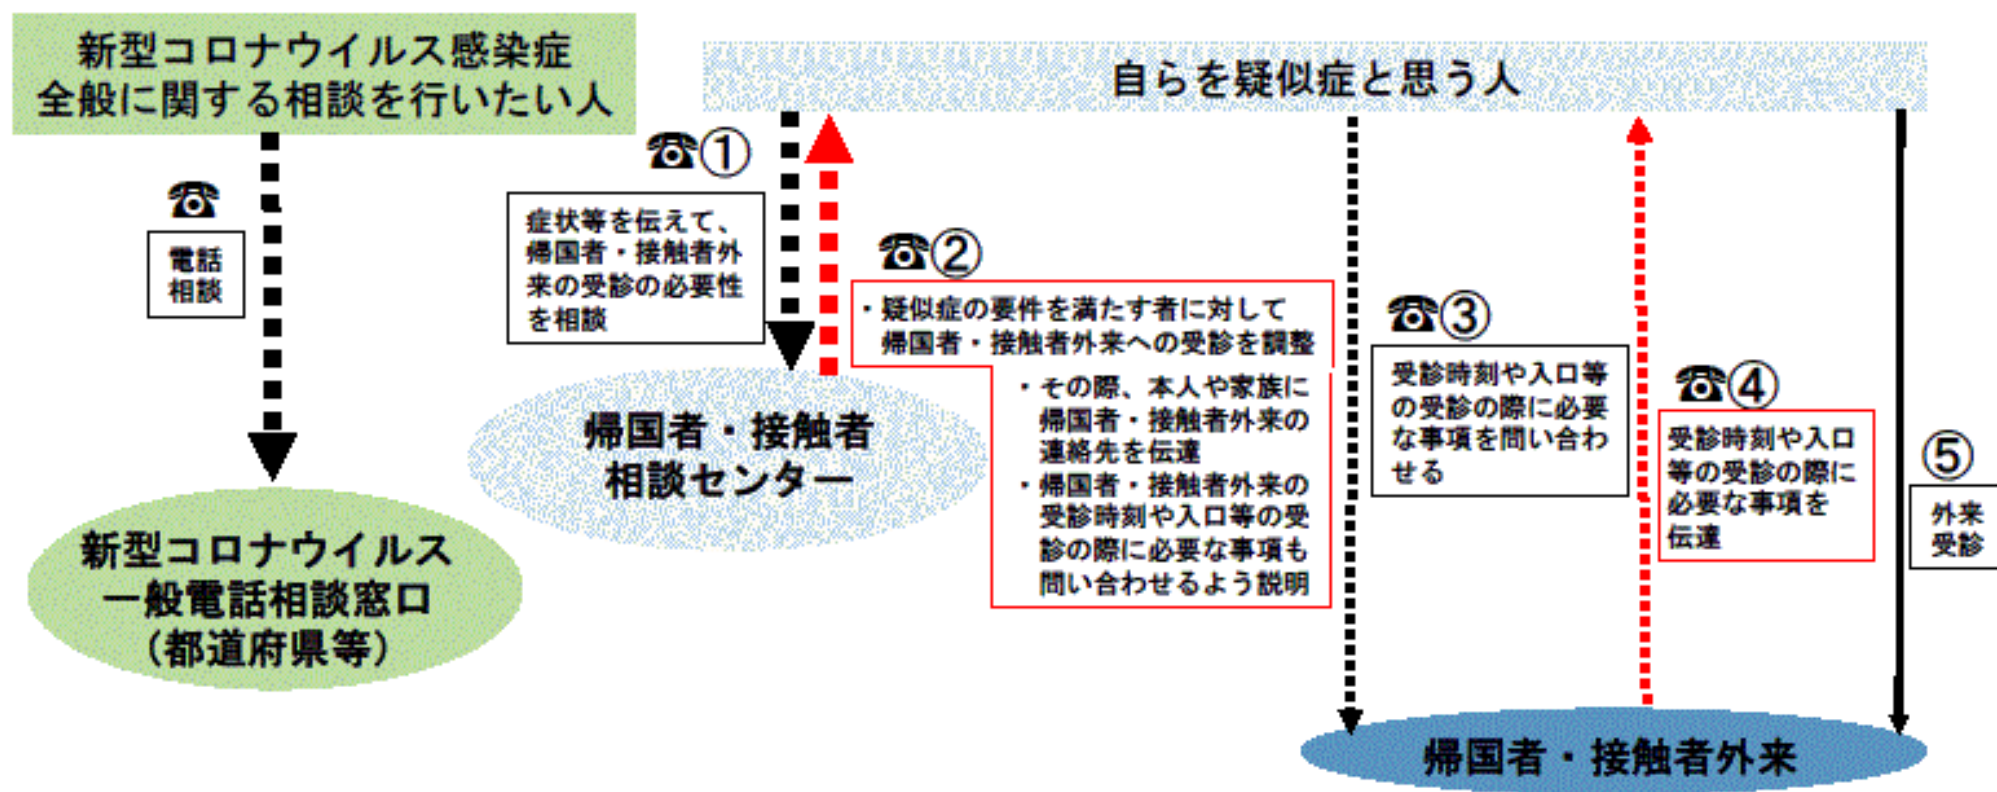 新型コロナウイルス感染症
全般に関する相談を行いたい人
自らを疑似症と思う人
☎
電話
相談
☎①
症状等を伝えて、
帰国者・接触者外
来の受診の必要性
を相談
☎②
・疑似症の要件を満たす者に対して
帰国者・接触者外来への受診を調整
・その際、本人や家族に
帰国者・接触者外来の
連絡先を伝達
・帰国者・接触者外来の
受診時刻や入口等の受
診の際に必要な事項も
問い合わせるよう説明
☎③
受診時刻や入口等
の受診の際に必要
な事項を問い合わ
せる
☎④
受診時刻や入口
等の受診の際に
必要な事項を
伝達
⑤
外来
受診
帰国者・接触者
相談センター
新型コロナウイルス
一般電話相談窓口
（都道府県等）
帰国者・接触者外来